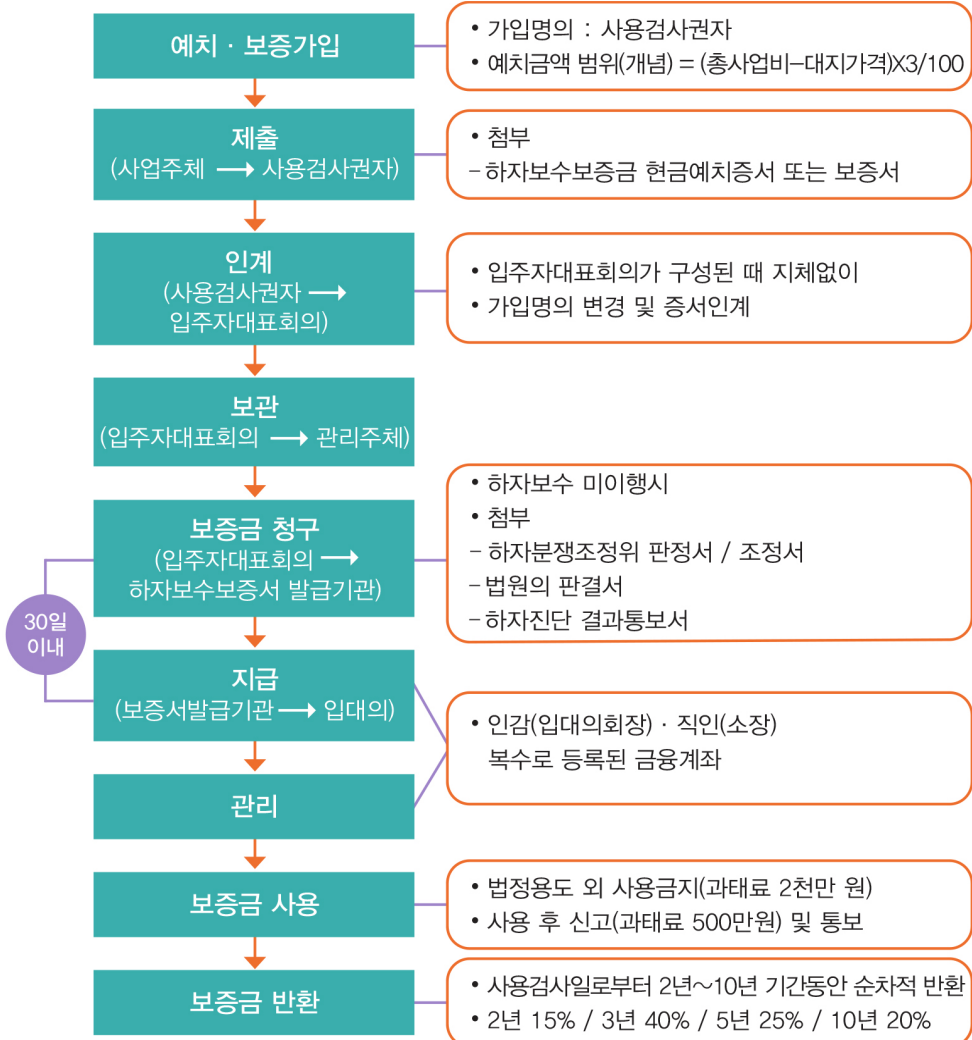 예치 · 보증가입
• 가입명의 : 사용검사권자
• 예치금액 범위(개념) = (총사업비-대지가격)X3/100
제출
(사업주체 → 사용검사권자)
• 첨부
- 하자보수보증금 현금예치증서 또는 보증서
인계
(사용검사권자 →
입주자대표회의)
• 입주자대표회의가 구성된 때 지체없이
• 가입명의 변경 및 증서인계
보관
(입주자대표회의 → 관리주체)
보증금 청구
(입주자대표회의 →
하자보수보증서 발급기관)
• 하자보수 미이행시
• 첨부
- 하자분쟁조정위 판정서 / 조정서
- 법원의 판결서
- 하자진단 결과통보서
30일
이내
지급
(보증서발급기관 → 입대의)
• 인감(입대의회장) · 직인(소장)
복수로 등록된 금융계좌
관리
보증금 사용
• 법정용도 외 사용금지(과태료 2천만 원)
• 사용 후 신고(과태료 500만원) 및 통보
보증금 반환
• 사용검사일로부터 2년~10년 기간동안 순차적 반환
• 2년 15% / 3년 40% / 5년 25% / 10년 20%